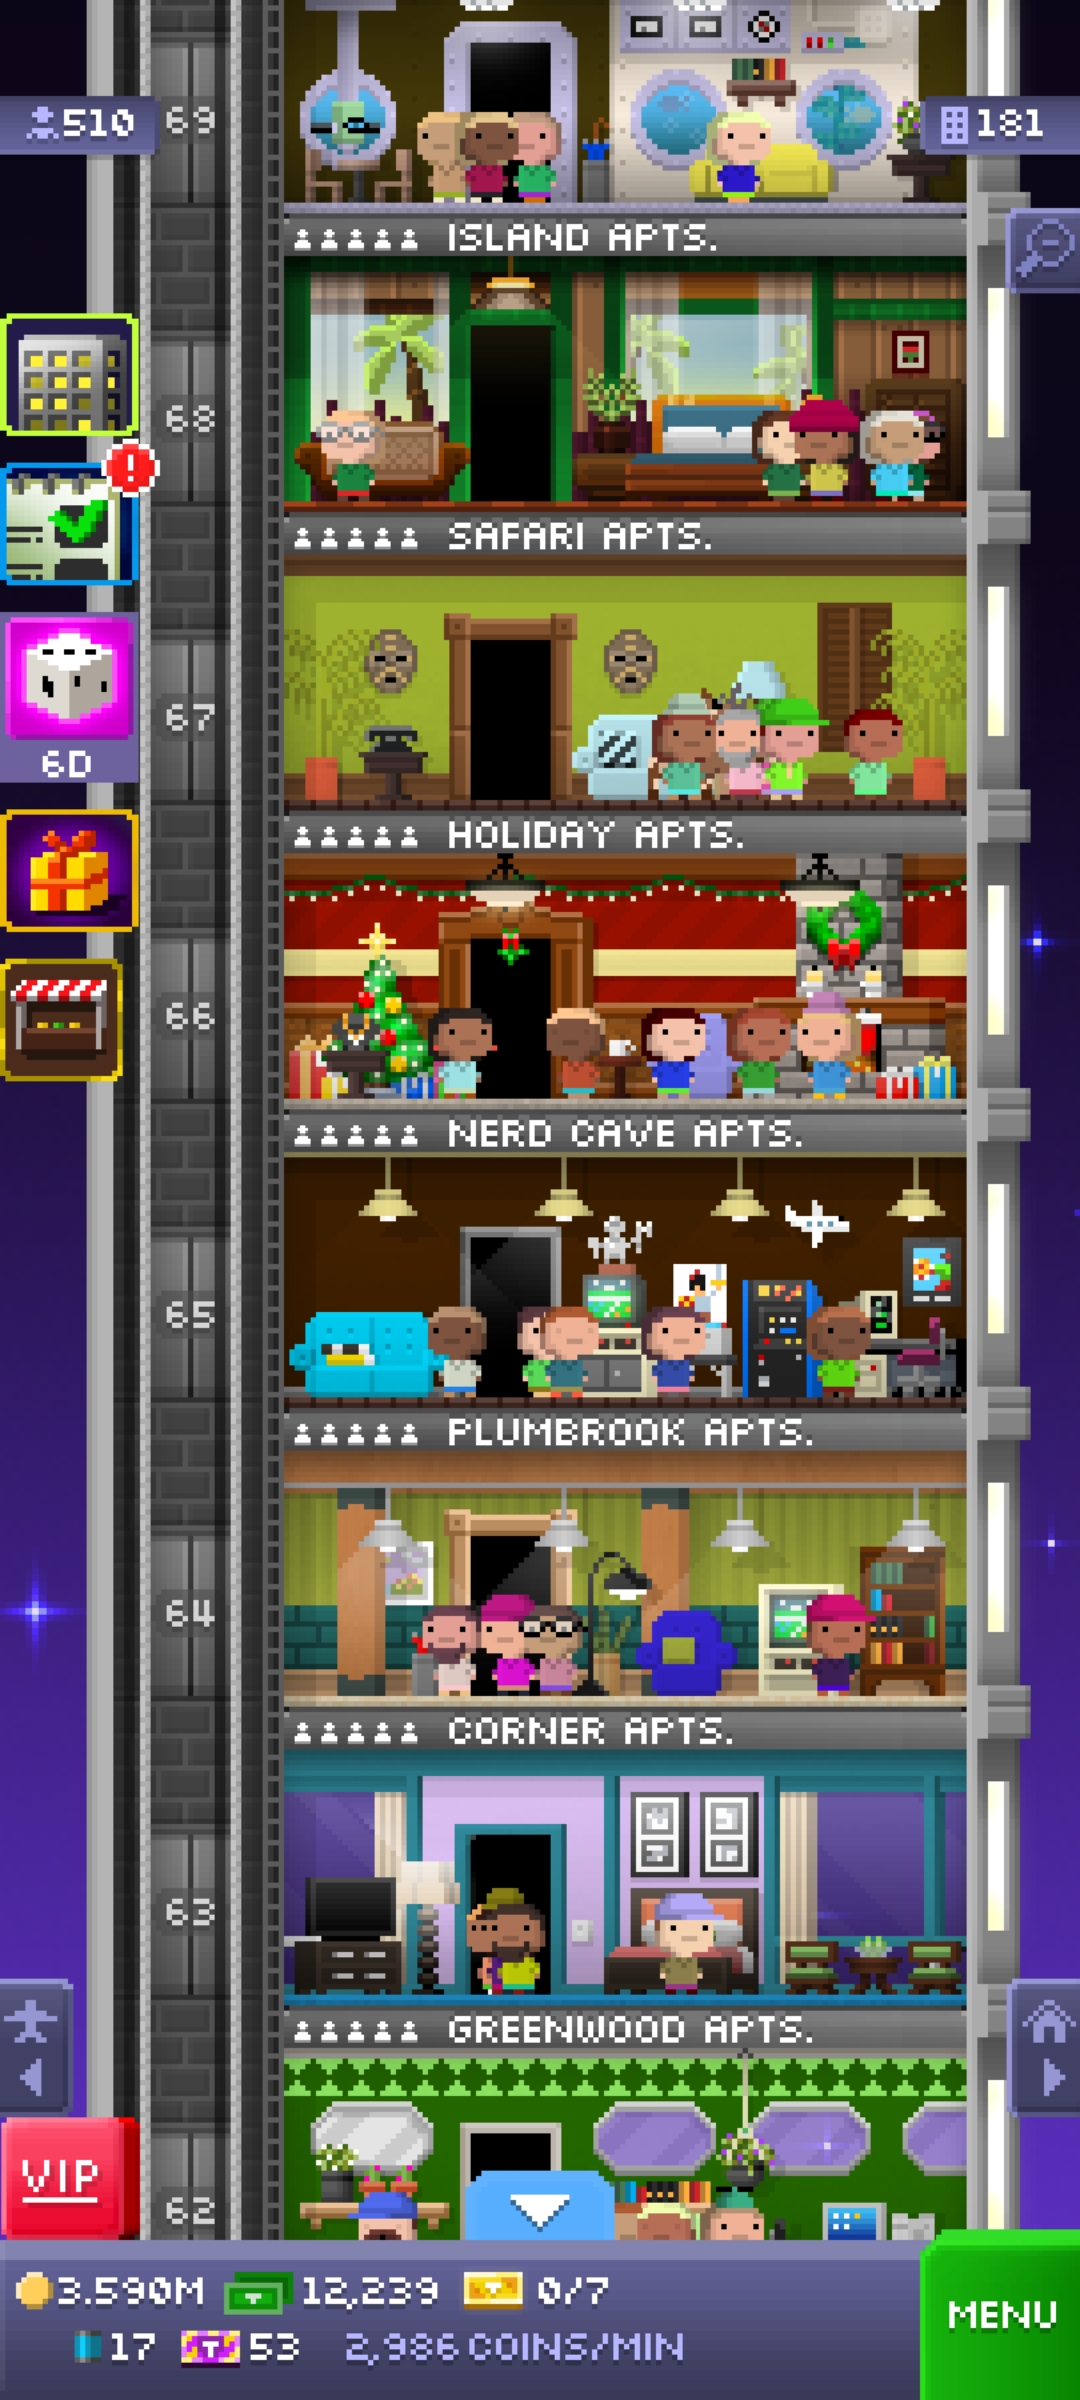 510
69
181
ISLAND APTS.
68
SAFARI APTS.
67
6D
HOLIDAY APTS.
66
NERD CAVE APTS.
65
PLUMBROOK APTS.
64
CORNER APTS.
63
GREENWOOD APTS.
VIP
62
3.590M 12,239 0/7
MENU
17 T 53 2,986 COINS/MIN